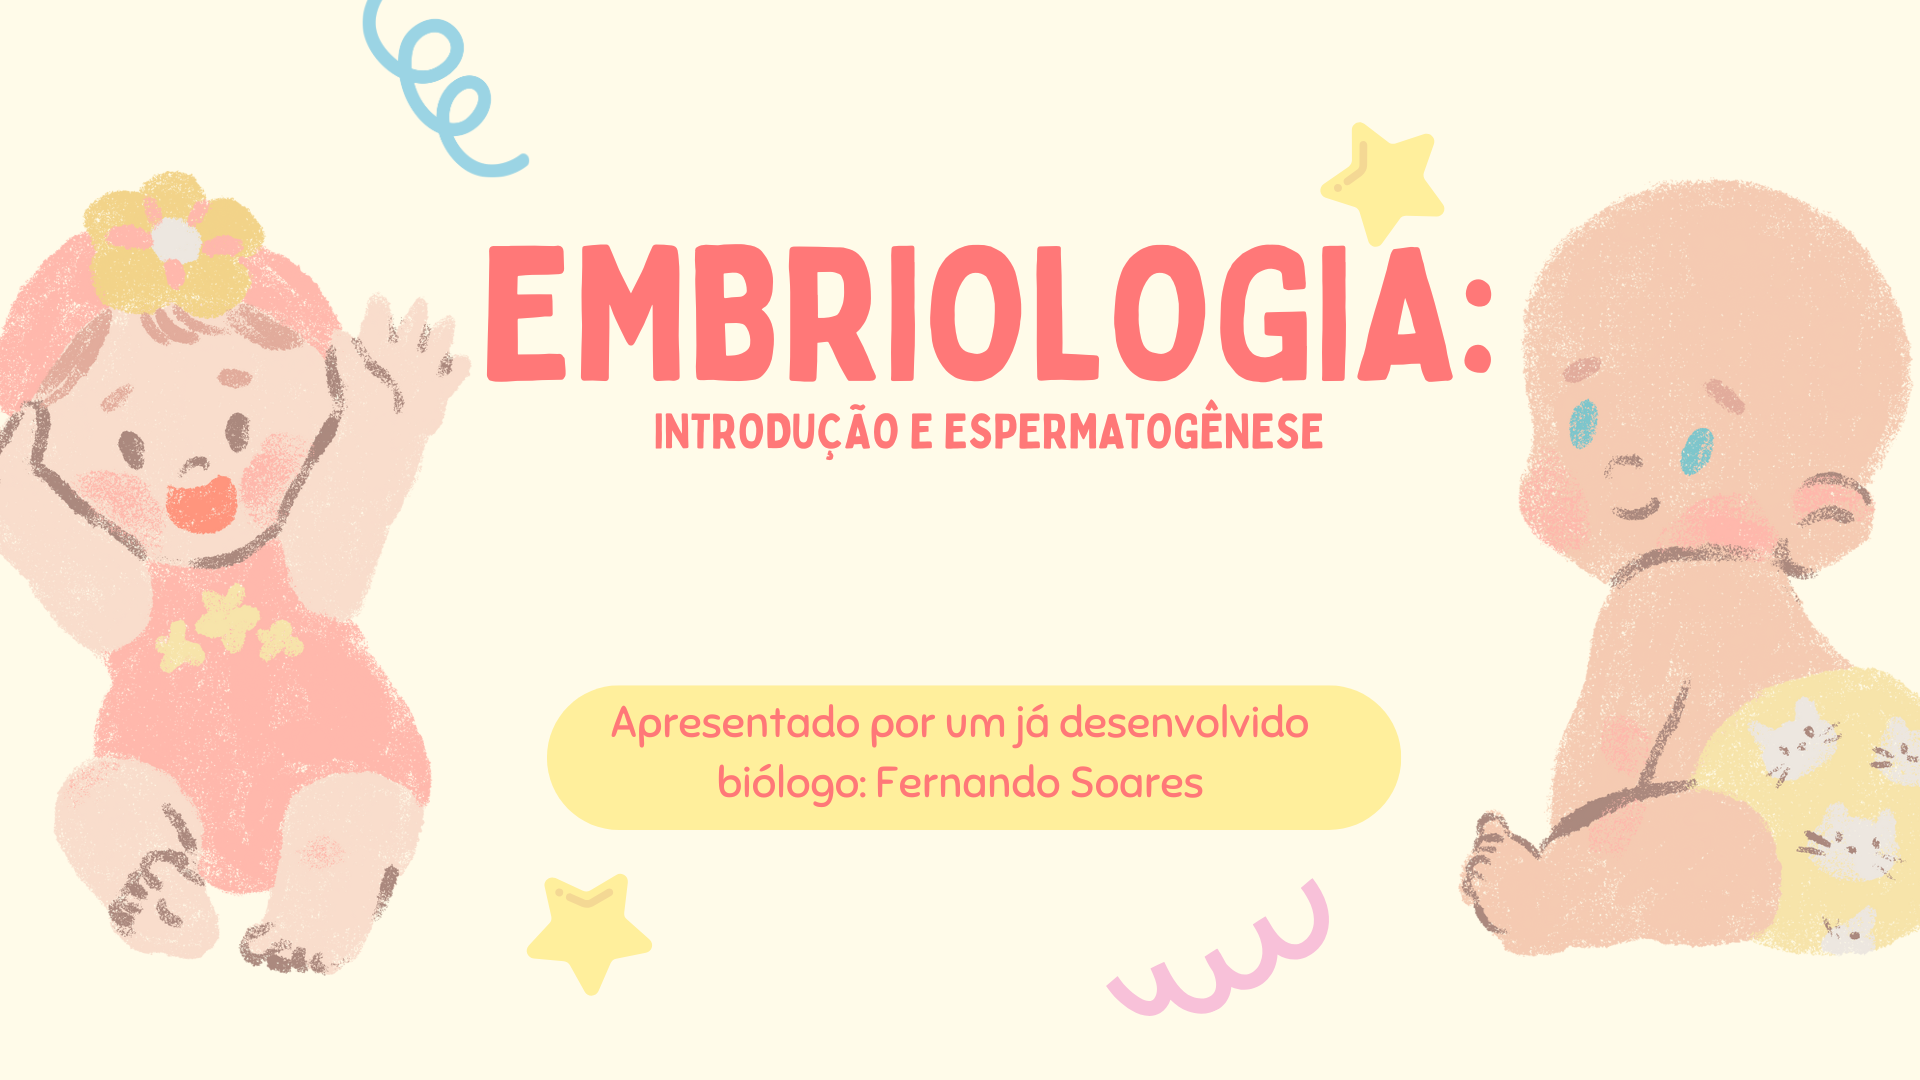 EMBRIOLOGIA:
INTRODUÇÃO E ESPERMATOGÊNESE
Apresentado por um já desenvolvido
biólogo: Fernando Soares